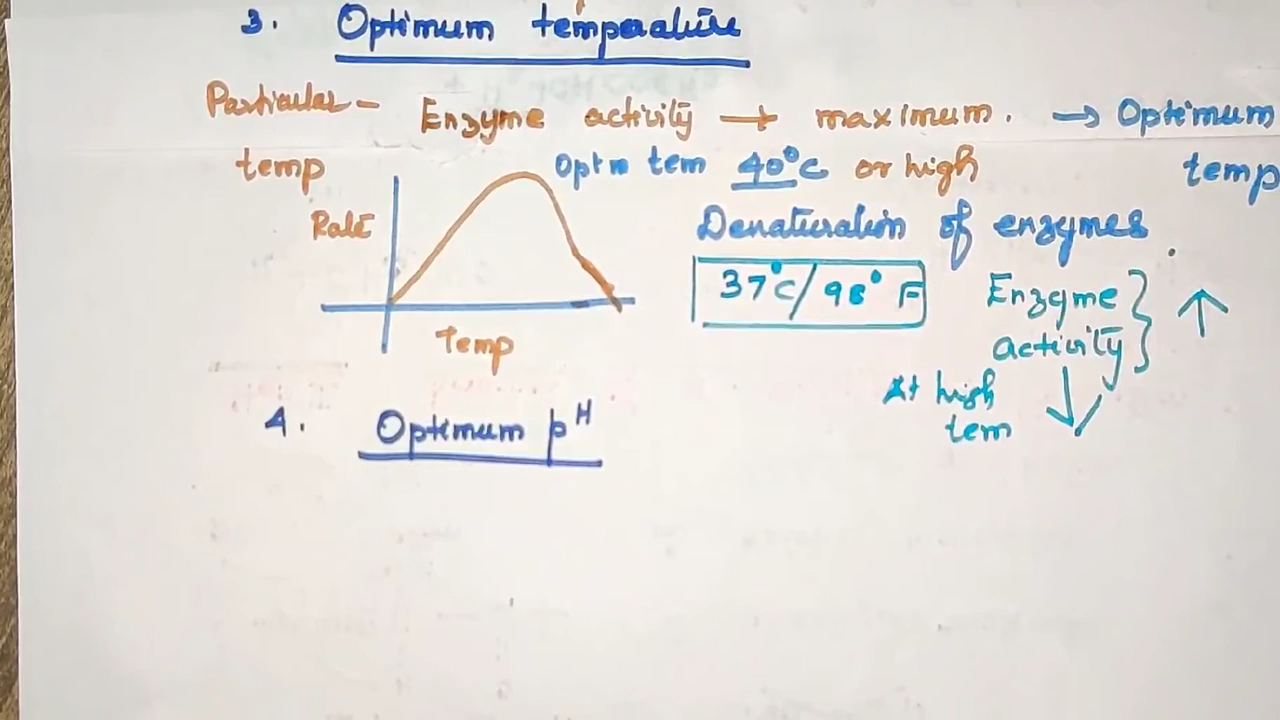 3. Optimum temperature
Particular - Enzyme activity → maximum. → Optimum
temp Optm tem 40°C or high temp
Rate Denaturation of enzymes.
37°C/98° F Enzyme
Temp activity } ↑
At high
tem ↓
4. Optimum pH